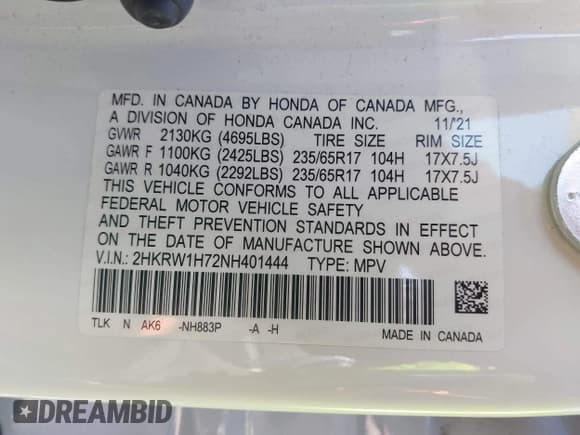 MFD. IN CANADA BY HONDA OF CANADA MFG.,
A DIVISION OF HONDA CANADA INC. 11/'21
GVWR 2130KG (4695LBS) TIRE SIZE RIM SIZE
GAWR F 1100KG (2425LBS) 235/65R17 104H 17X7.5J
GAWR R 1040KG (2292LBS) 235/65R17 104H 17X7.5J
THIS VEHICLE CONFORMS TO ALL APPLICABLE
FEDERAL MOTOR VEHICLE SAFETY
AND THEFT PREVENTION STANDARDS IN EFFECT
ON THE DATE OF MANUFACTURE SHOWN ABOVE.
V.I.N.: 2HKRW1H72NH401444 TYPE: MPV
TLK N AK6 -NH883P -A -H MADE IN CANADA
DREAMBID